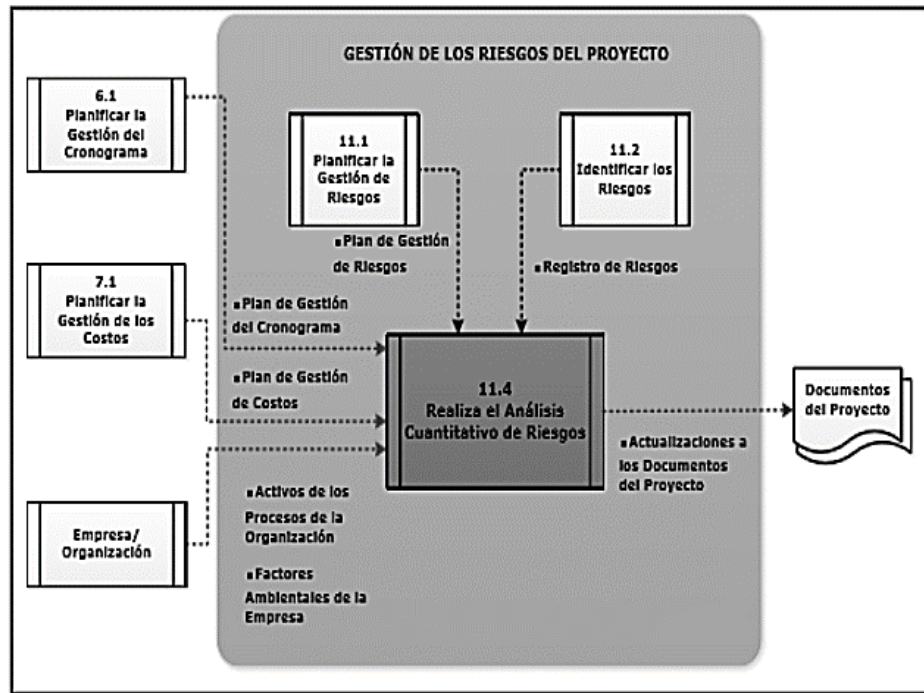 GESTIÓN DE LOS RIESGOS DEL PROYECTO
6.1
Planificar la
Gestión del
Cronograma
11.1
Planificar la
Gestión de
Riesgos
11.2
Identificar los
Riesgos
▪Plan de Gestión
de Riesgos
▪Registro de Riesgos
7.1
Planificar la
Gestión de los
Costos
▪Plan de Gestión
del Cronograma
▪Plan de Gestión
de Costos
11.4
Realiza el Análisis
Cuantitativo de Riesgos
Documentos
del Proyecto
▪Actualizaciones a
los Documentos
del Proyecto
Empresa/
Organización
▪Activos de los
Procesos de la
Organización
▪Factores
Ambientales de la
Empresa